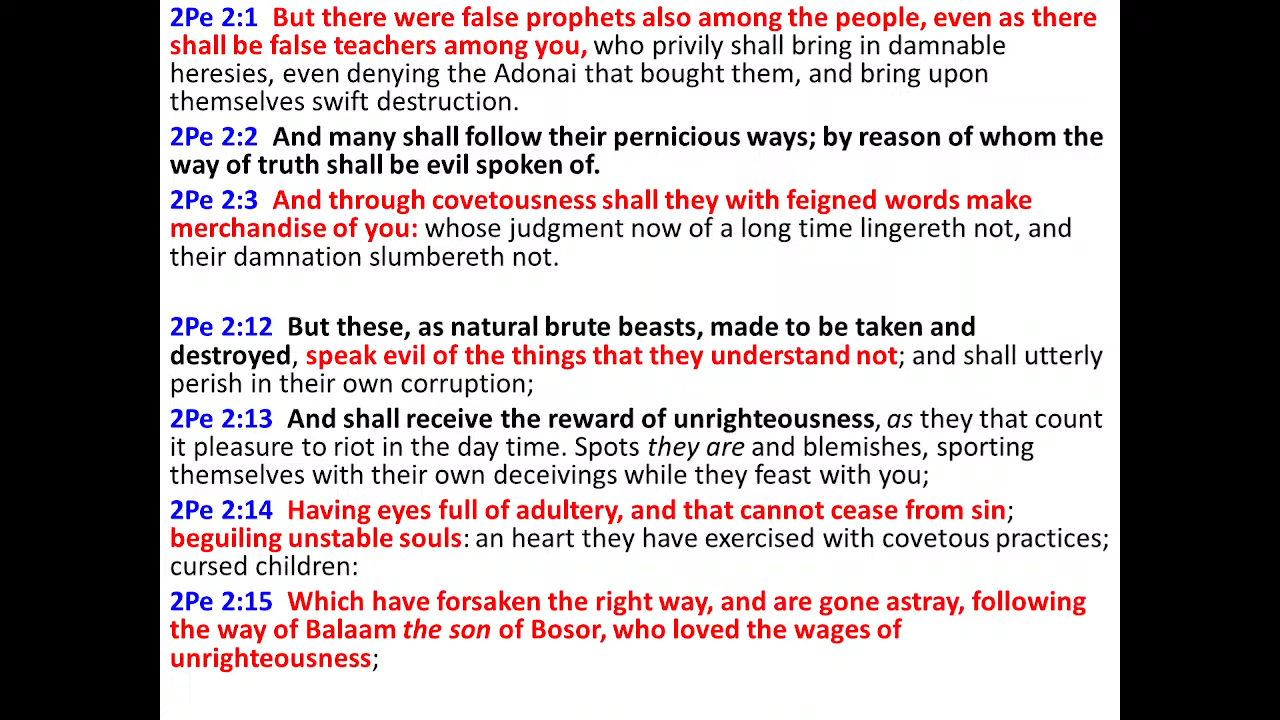 2Pe 2:1 But there were false prophets also among the people, even as there
shall be false teachers among you, who privily shall bring in damnable
heresies, even denying the Adonai that bought them, and bring upon
themselves swift destruction.
2Pe 2:2 And many shall follow their pernicious ways; by reason of whom the
way of truth shall be evil spoken of.
2Pe 2:3 And through covetousness shall they with feigned words make
merchandise of you: whose judgment now of a long time lingereth not, and
their damnation slumbereth not.
2Pe 2:12 But these, as natural brute beasts, made to be taken and
destroyed, speak evil of the things that they understand not; and shall utterly
perish in their own corruption;
2Pe 2:13 And shall receive the reward of unrighteousness, as they that count
it pleasure to riot in the day time. Spots they are and blemishes, sporting
themselves with their own deceivings while they feast with you;
2Pe 2:14 Having eyes full of adultery, and that cannot cease from sin;
beguiling unstable souls: an heart they have exercised with covetous practices;
cursed children:
2Pe 2:15 Which have forsaken the right way, and are gone astray, following
the way of Balaam the son of Bosor, who loved the wages of
unrighteousness;